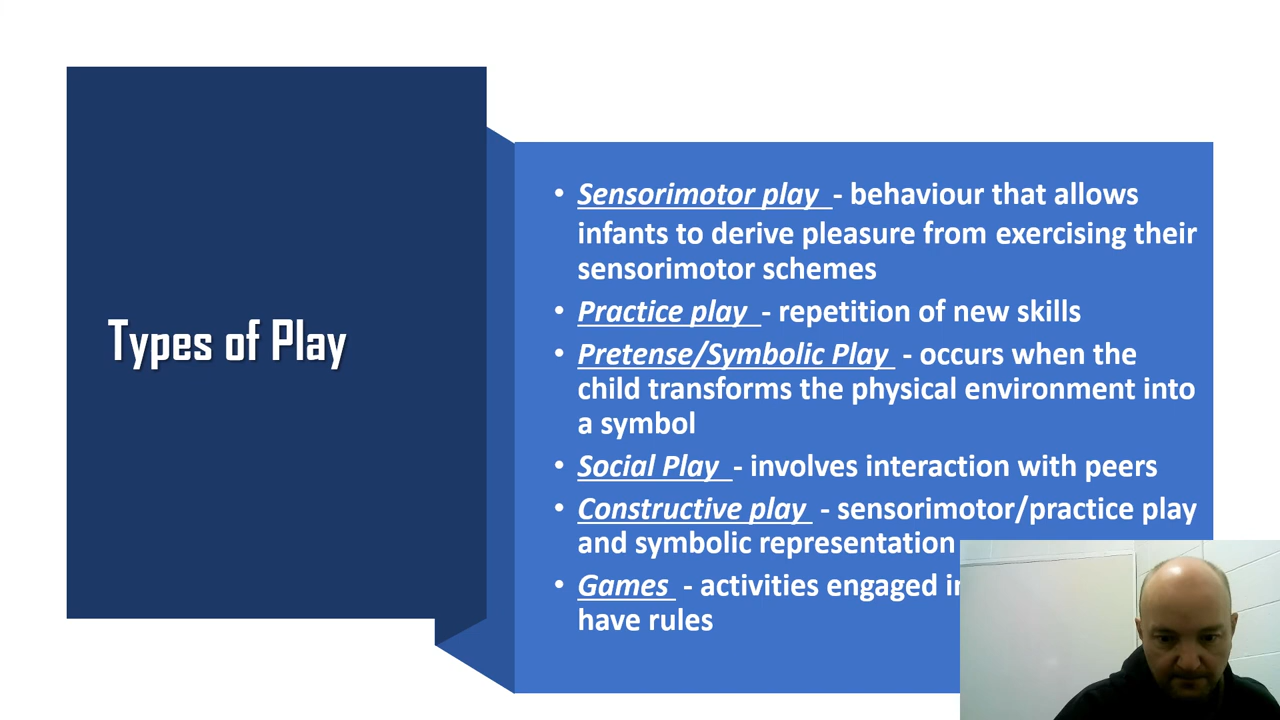 Types of Play
• Sensorimotor play - behaviour that allows
infants to derive pleasure from exercising their
sensorimotor schemes
• Practice play - repetition of new skills
• Pretense/Symbolic Play - occurs when the
child transforms the physical environment into
a symbol
• Social Play - involves interaction with peers
• Constructive play - sensorimotor/practice play
and symbolic representation
• Games - activities engaged
have rules